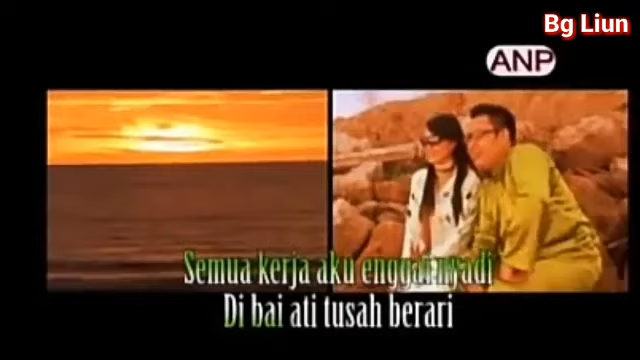 Bg Liun
ANP
Semua kerja aku enggai nyadi
Di bai ati tusah berari